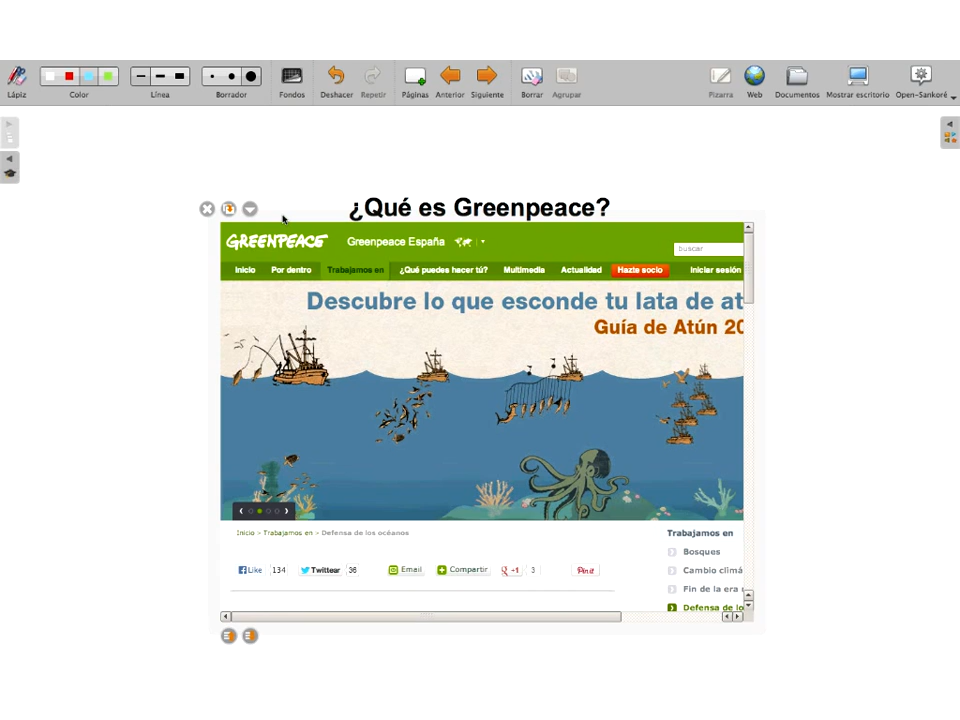 Lápiz
Color
Línea
Borrador
Fondos
Deshacer
Repetir
Páginas
Anterior
Siguiente
Borrar
Agrupar
Pizarra
Web
Documentos
Mostrar escritorio
Open-Sankoré
¿Qué es Greenpeace?
GREENPEACE
Greenpeace España
buscar
Inicio
Por dentro
Trabajamos en
¿Qué puedes hacer tú?
Multimedia
Actualidad
Hazte socio
Iniciar sesión
Descubre lo que esconde tu lata de at
Guía de Atún 20
Inicio > Trabajamos en > Defensa de los océanos
Trabajamos en
Bosques
Like 134
Twittear 36
Email
Compartir
+1 3
Pin it
Cambio climá
Fin de la era
Defensa de lo